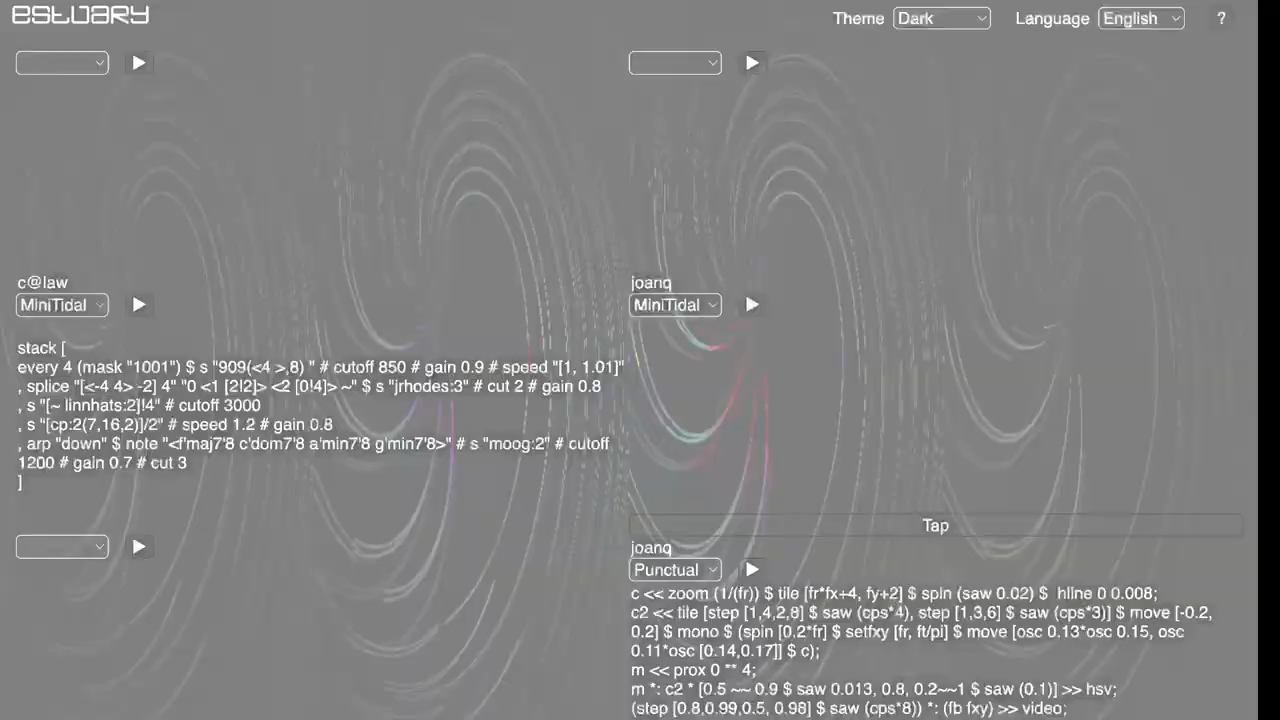 estuary
Theme Dark Language English ?
c@law
MiniTidal
stack [
every 4 (mask "1001") $ s "909(<4 >,8) " # cutoff 850 # gain 0.9 # speed "[1, 1.01]"
, splice "[<-4 4> -2] 4" "0 <1 [2!2]> <2 [0!4]> ~" $ s "jrhodes:3" # cut 2 # gain 0.8
, s "[~ linnhats:2]!4" # cutoff 3000
, s "[cp:2(7,16,2)]/2" # speed 1.2 # gain 0.8
, arp "down" $ note "<f'maj7'8 c'dom7'8 a'min7'8 g'min7'8>" # s "moog:2" # cutoff
1200 # gain 0.7 # cut 3
]
joanq
MiniTidal
Tap
joanq
Punctual
c << zoom (1/(fr)) $ tile [fr*fx+4, fy+2] $ spin (saw 0.02) $ hline 0 0.008;
c2 << tile [step [1,4,2,8] $ saw (cps*4), step [1,3,6] $ saw (cps*3)] $ move [-0.2,
0.2] $ mono $ (spin [0.2*fr] $ setfxy [fr, ft/pi] $ move [osc 0.13*osc 0.15, osc
0.11*osc [0.14,0.17]] $ c);
m << prox 0 ** 4;
m *: c2 * [0.5 ~~ 0.9 $ saw 0.013, 0.8, 0.2~~1 $ saw (0.1)] >> hsv;
(step [0.8,0.99,0.5, 0.98] $ saw (cps*8)) *: (fb fxy) >> video;